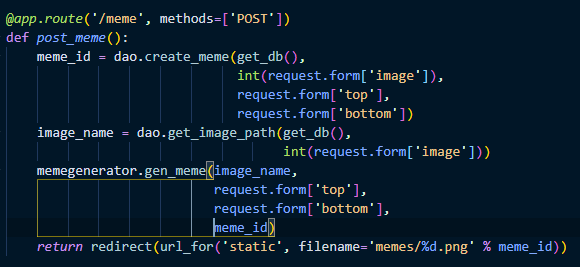 @app.route('/meme', methods=['POST'])
def post_meme():
    meme_id = dao.create_meme(get_db(),
                              int(request.form['image']),
                              request.form['top'],
                              request.form['bottom'])
    image_name = dao.get_image_path(get_db(),
                                    int(request.form['image']))
    memegenerator.gen_meme(image_name,
                           request.form['top'],
                           request.form['bottom'],
                           meme_id)
    return redirect(url_for('static', filename='memes/%d.png' % meme_id))